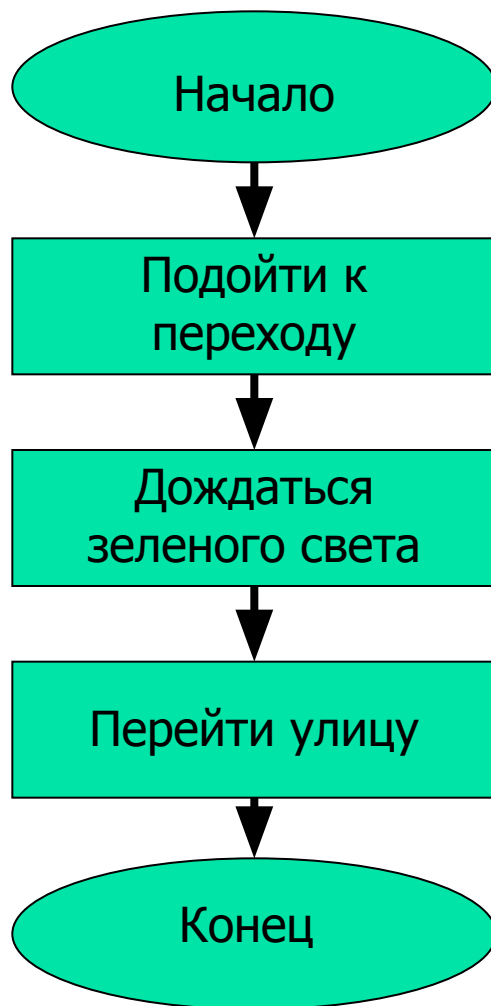 Начало
Подойти к
переходу
Дождаться
зеленого света
Перейти улицу
Конец